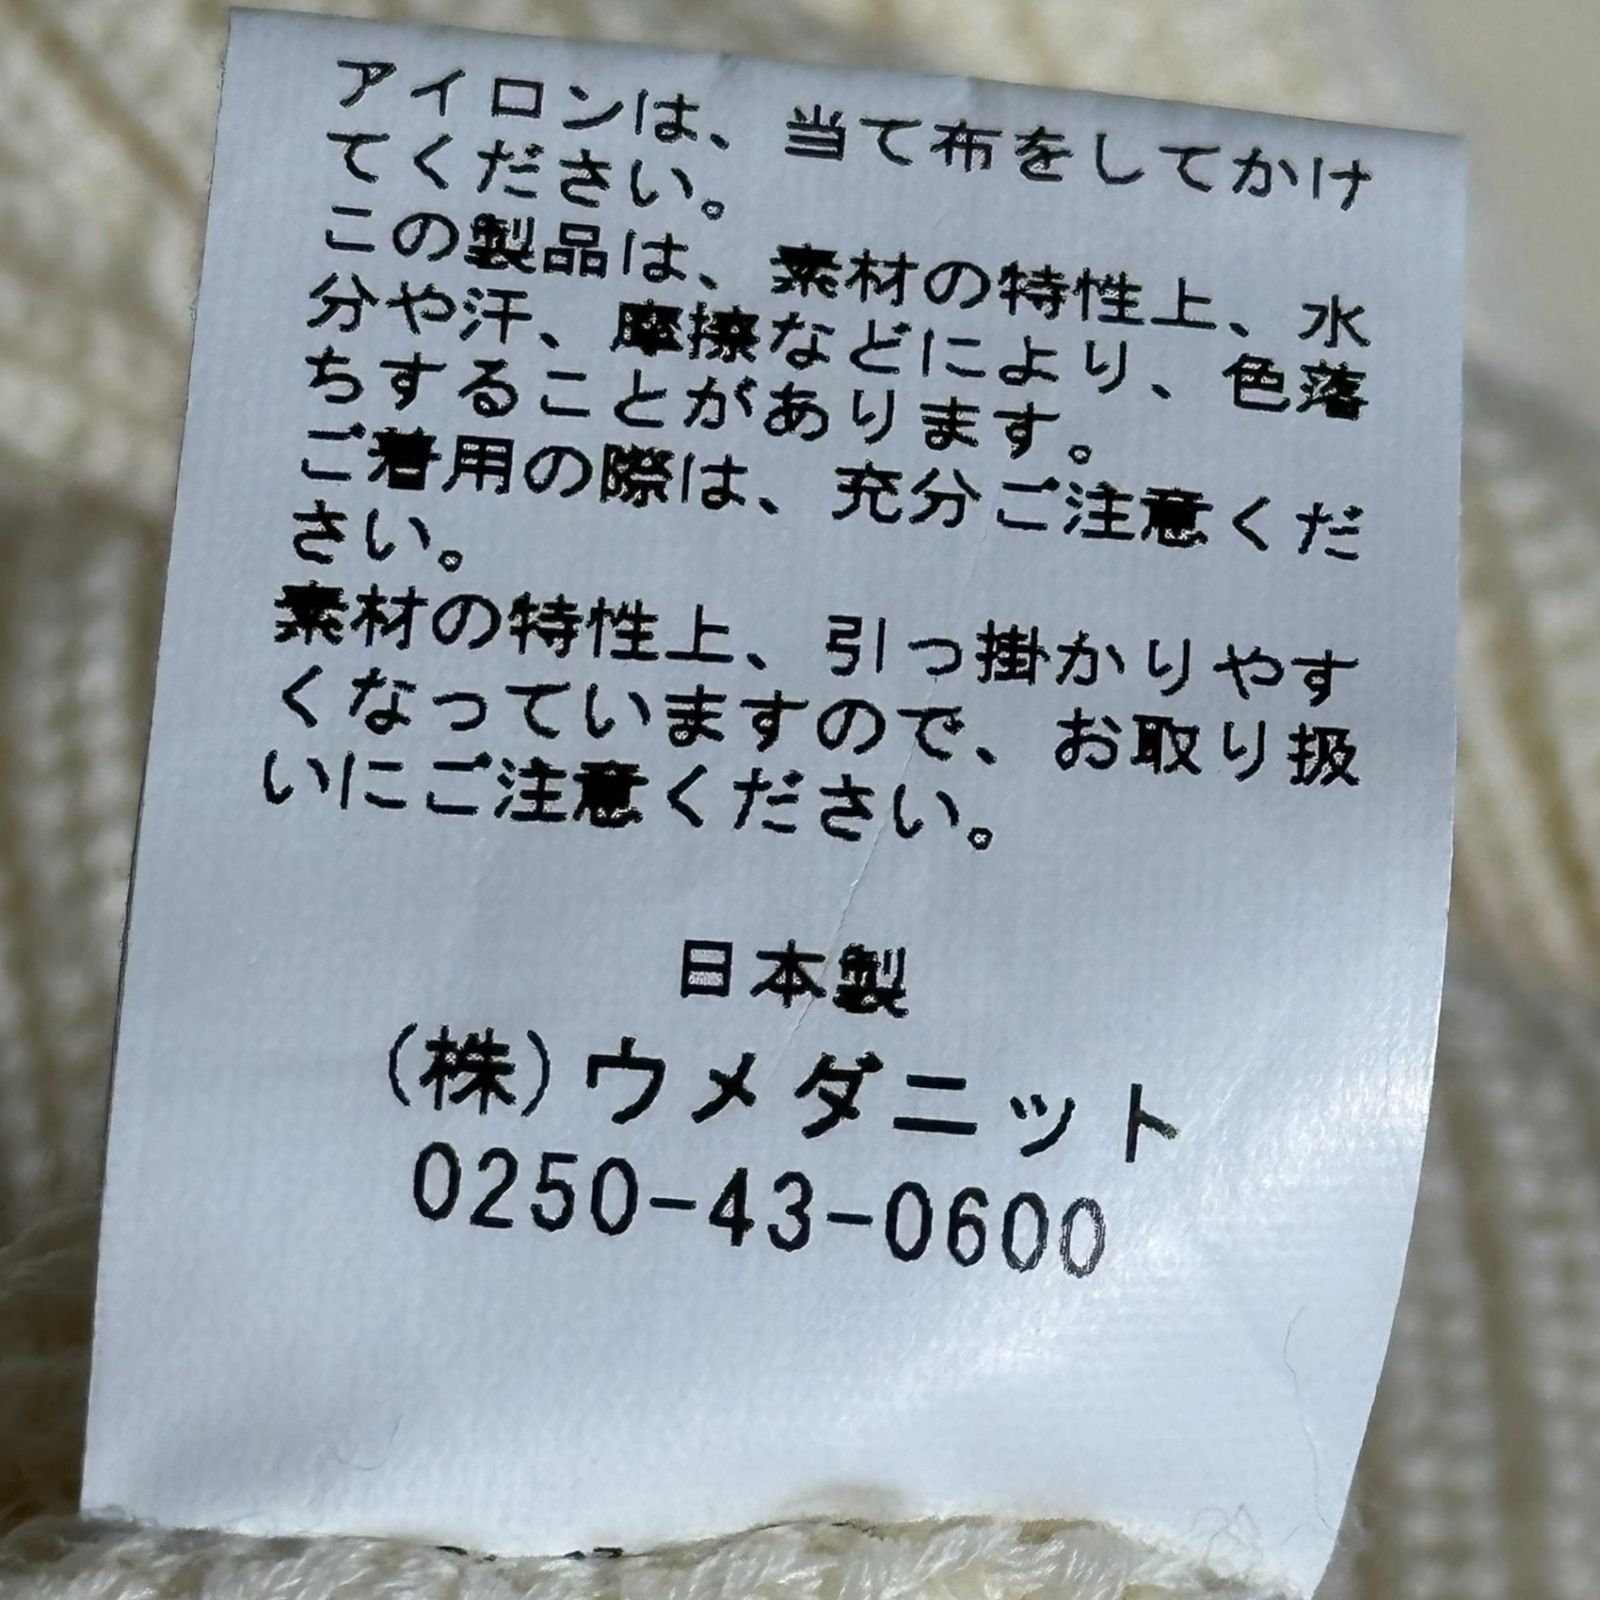 アイロンは、当て布をしてかけ
てください。
この製品は、素材の特性上、水
分や汗、摩擦などにより、色落
ちすることがあります。
ご着用の際は、充分ご注意くだ
さい。
素材の特性上、引っ掛かりやす
くなっていますので、お取り扱
いにご注意ください。
日本製
(株)ウメダニット
0250-43-0600